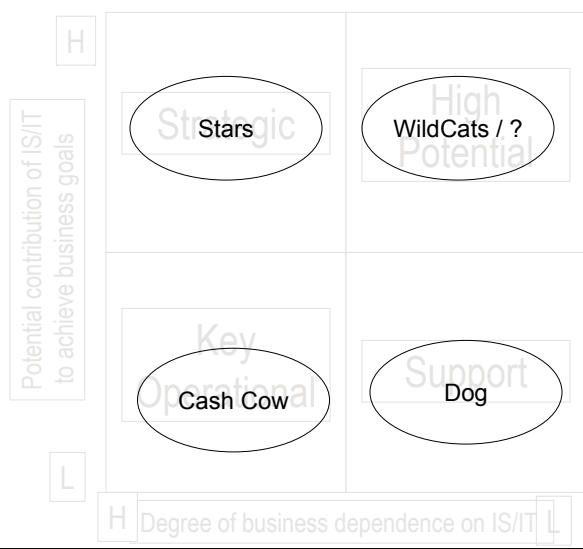 H
Strategic
Stars
High
Potential
WildCats / ?
Potential contribution of IS/IT
to achieve business goals
Key
Operational
Cash Cow
Support
Dog
L
H
Degree of business dependence on IS/IT
L